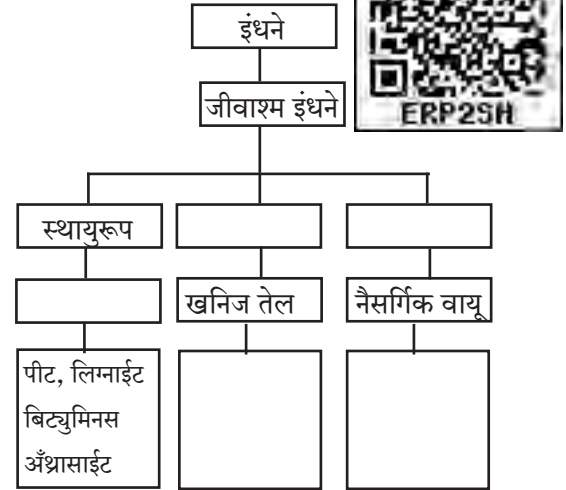 इंधने
ERP2SH
जीवाश्म इंधने
स्थायुरूप
खनिज तेल
नैसर्गिक वायू
पीट, लिग्नाईट
बिट्युमिनस
अँथ्रासाईट